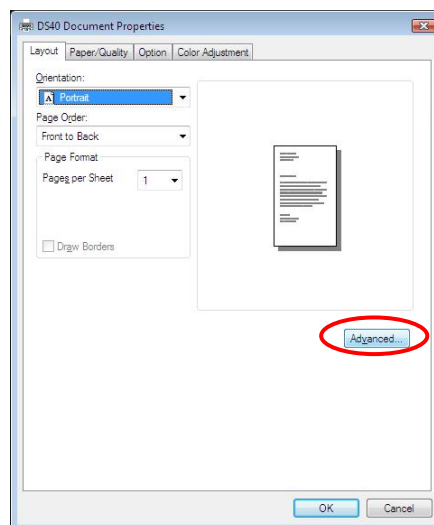 DS40 Document Properties
Layout Paper/Quality Option Color Adjustment
Orientation:
Portrait
Page Order:
Front to Back
Page Format
Pages per Sheet 1
Draw Borders
Advanced...
OK Cancel